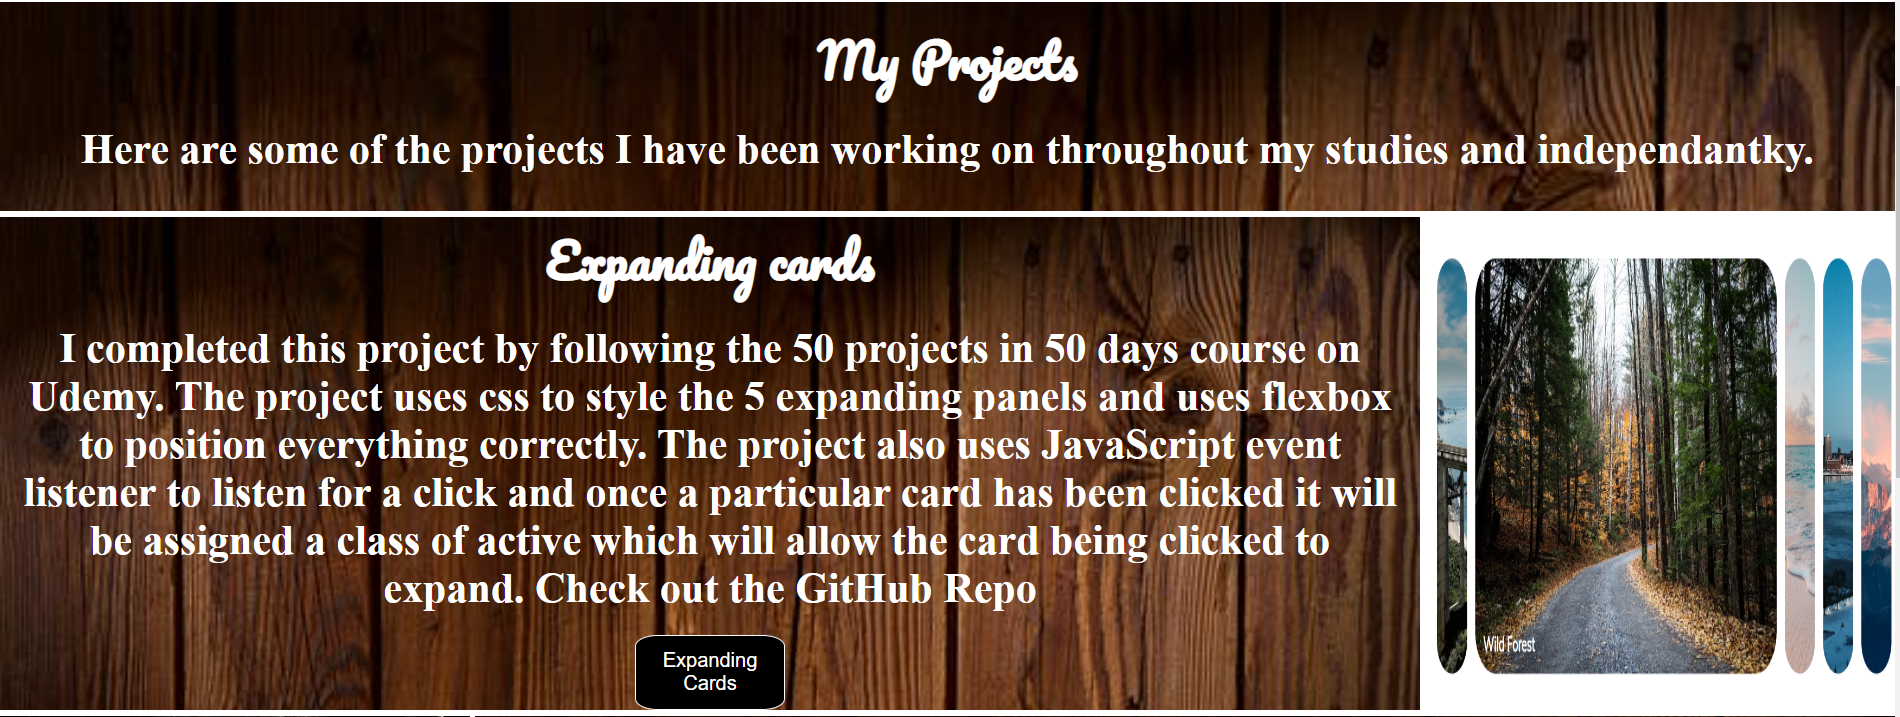 My Projects
Here are some of the projects I have been working on throughout my studies and independantky.
Expanding cards
I completed this project by following the 50 projects in 50 days course on
Udemy. The project uses css to style the 5 expanding panels and uses flexbox
to position everything correctly. The project also uses JavaScript event
listener to listen for a click and once a particular card has been clicked it will
be assigned a class of active which will allow the card being clicked to
expand. Check out the GitHub Repo
Expanding
Cards
Wild Forest